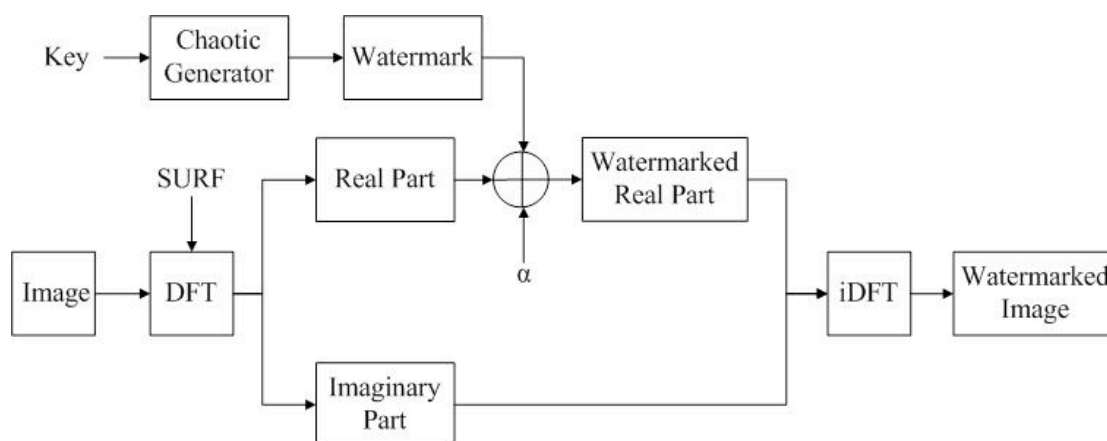 Key
Chaotic
Generator
Watermark
SURF
Real Part
Watermarked
Real Part
α
Image
DFT
iDFT
Watermarked
Image
Imaginary
Part